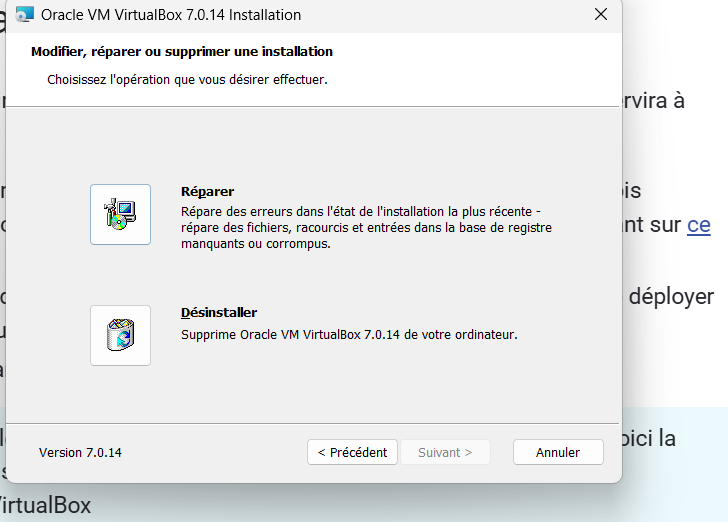 Oracle VM VirtualBox 7.0.14 Installation
Modifier, réparer ou supprimer une installation
Choisissez l'opération que vous désirer effectuer.
rvira à
Réparer
Répare des erreurs dans l'état de l'installation la plus récente -
répare des fichiers, racourcis et entrées dans la base de registre
manquants ou corrompus.
is
nt sur ce
déployer
Désinstaller
Supprime Oracle VM VirtualBox 7.0.14 de votre ordinateur.
Version 7.0.14
< Précédent
Suivant >
Annuler
oici la
VirtualBox